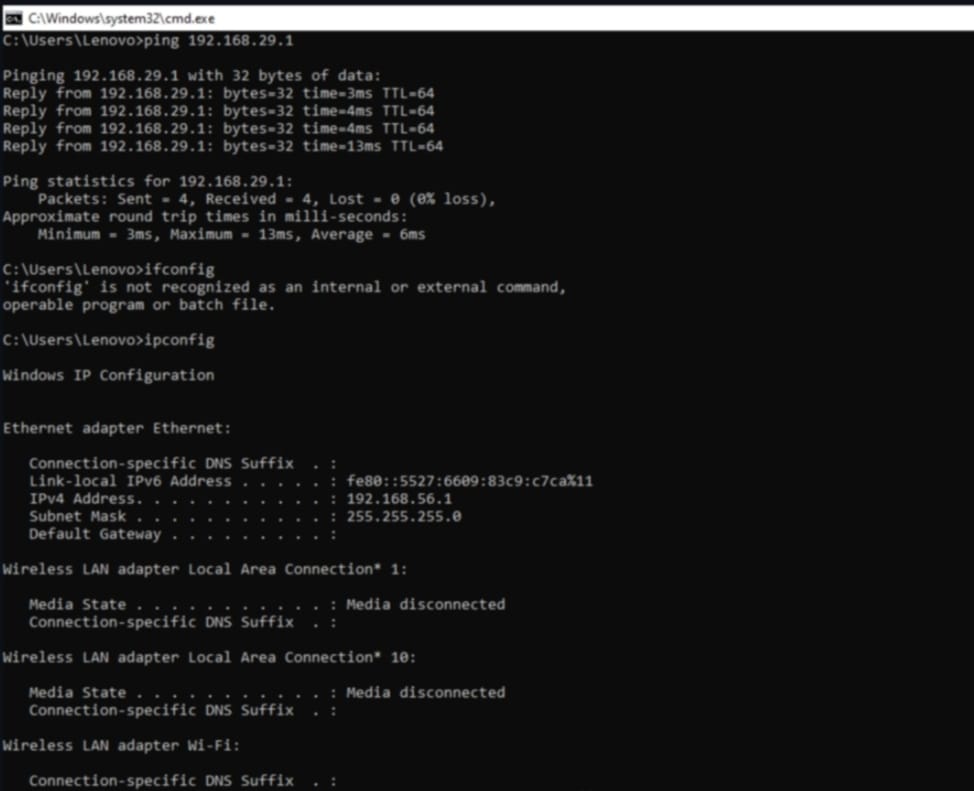 C:\Windows\system32\cmd.exe
C:\Users\Lenovo>ping 192.168.29.1
Pinging 192.168.29.1 with 32 bytes of data:
Reply from 192.168.29.1: bytes=32 time=3ms TTL=64
Reply from 192.168.29.1: bytes=32 time=4ms TTL=64
Reply from 192.168.29.1: bytes=32 time=4ms TTL=64
Reply from 192.168.29.1: bytes=32 time=13ms TTL=64
Ping statistics for 192.168.29.1:
Packets: Sent = 4, Received = 4, Lost = 0 (0% loss),
Approximate round trip times in milli-seconds:
Minimum = 3ms, Maximum = 13ms, Average = 6ms
C:\Users\Lenovo>ifconfig
'ifconfig' is not recognized as an internal or external command,
operable program or batch file.
C:\Users\Lenovo>ipconfig
Windows IP Configuration
Ethernet adapter Ethernet:
Connection-specific DNS Suffix  . :
Link-local IPv6 Address . . . . . : fe80::5527:6609:83c9:c7ca%11
IPv4 Address. . . . . . . . . . . : 192.168.56.1
Subnet Mask . . . . . . . . . . . : 255.255.255.0
Default Gateway . . . . . . . . . :
Wireless LAN adapter Local Area Connection* 1:
Media State . . . . . . . . . . . : Media disconnected
Connection-specific DNS Suffix  . :
Wireless LAN adapter Local Area Connection* 10:
Media State . . . . . . . . . . . : Media disconnected
Connection-specific DNS Suffix  . :
Wireless LAN adapter Wi-Fi:
Connection-specific DNS Suffix  . :